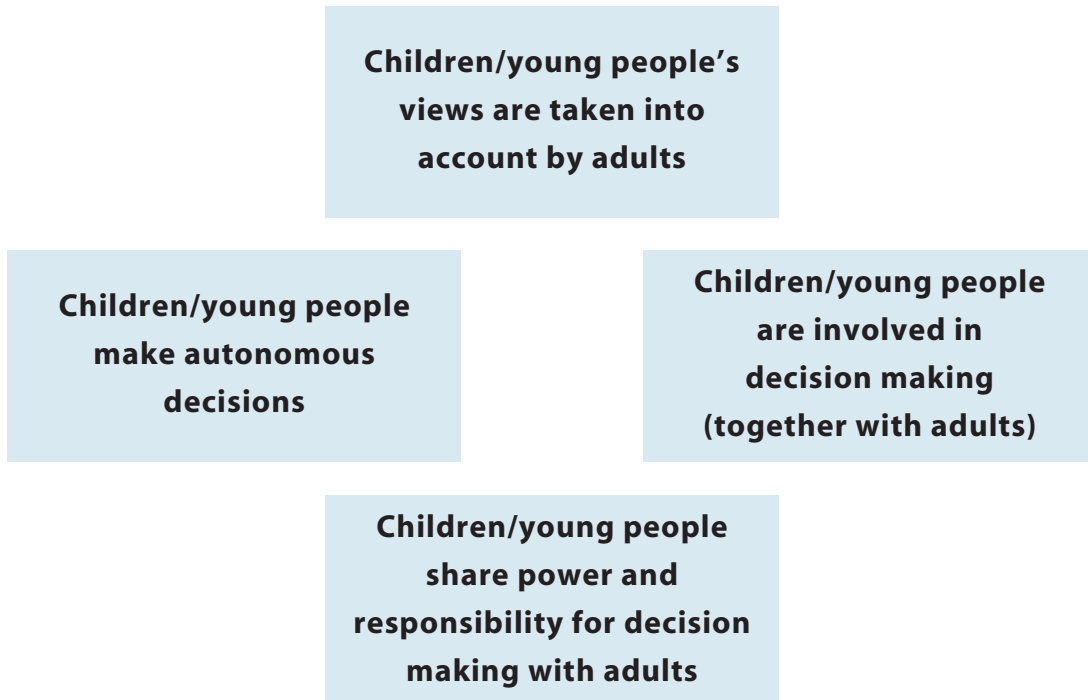 Children/young people’s
views are taken into
account by adults
Children/young people
make autonomous
decisions
Children/young people
are involved in
decision making
(together with adults)
Children/young people
share power and
responsibility for decision
making with adults